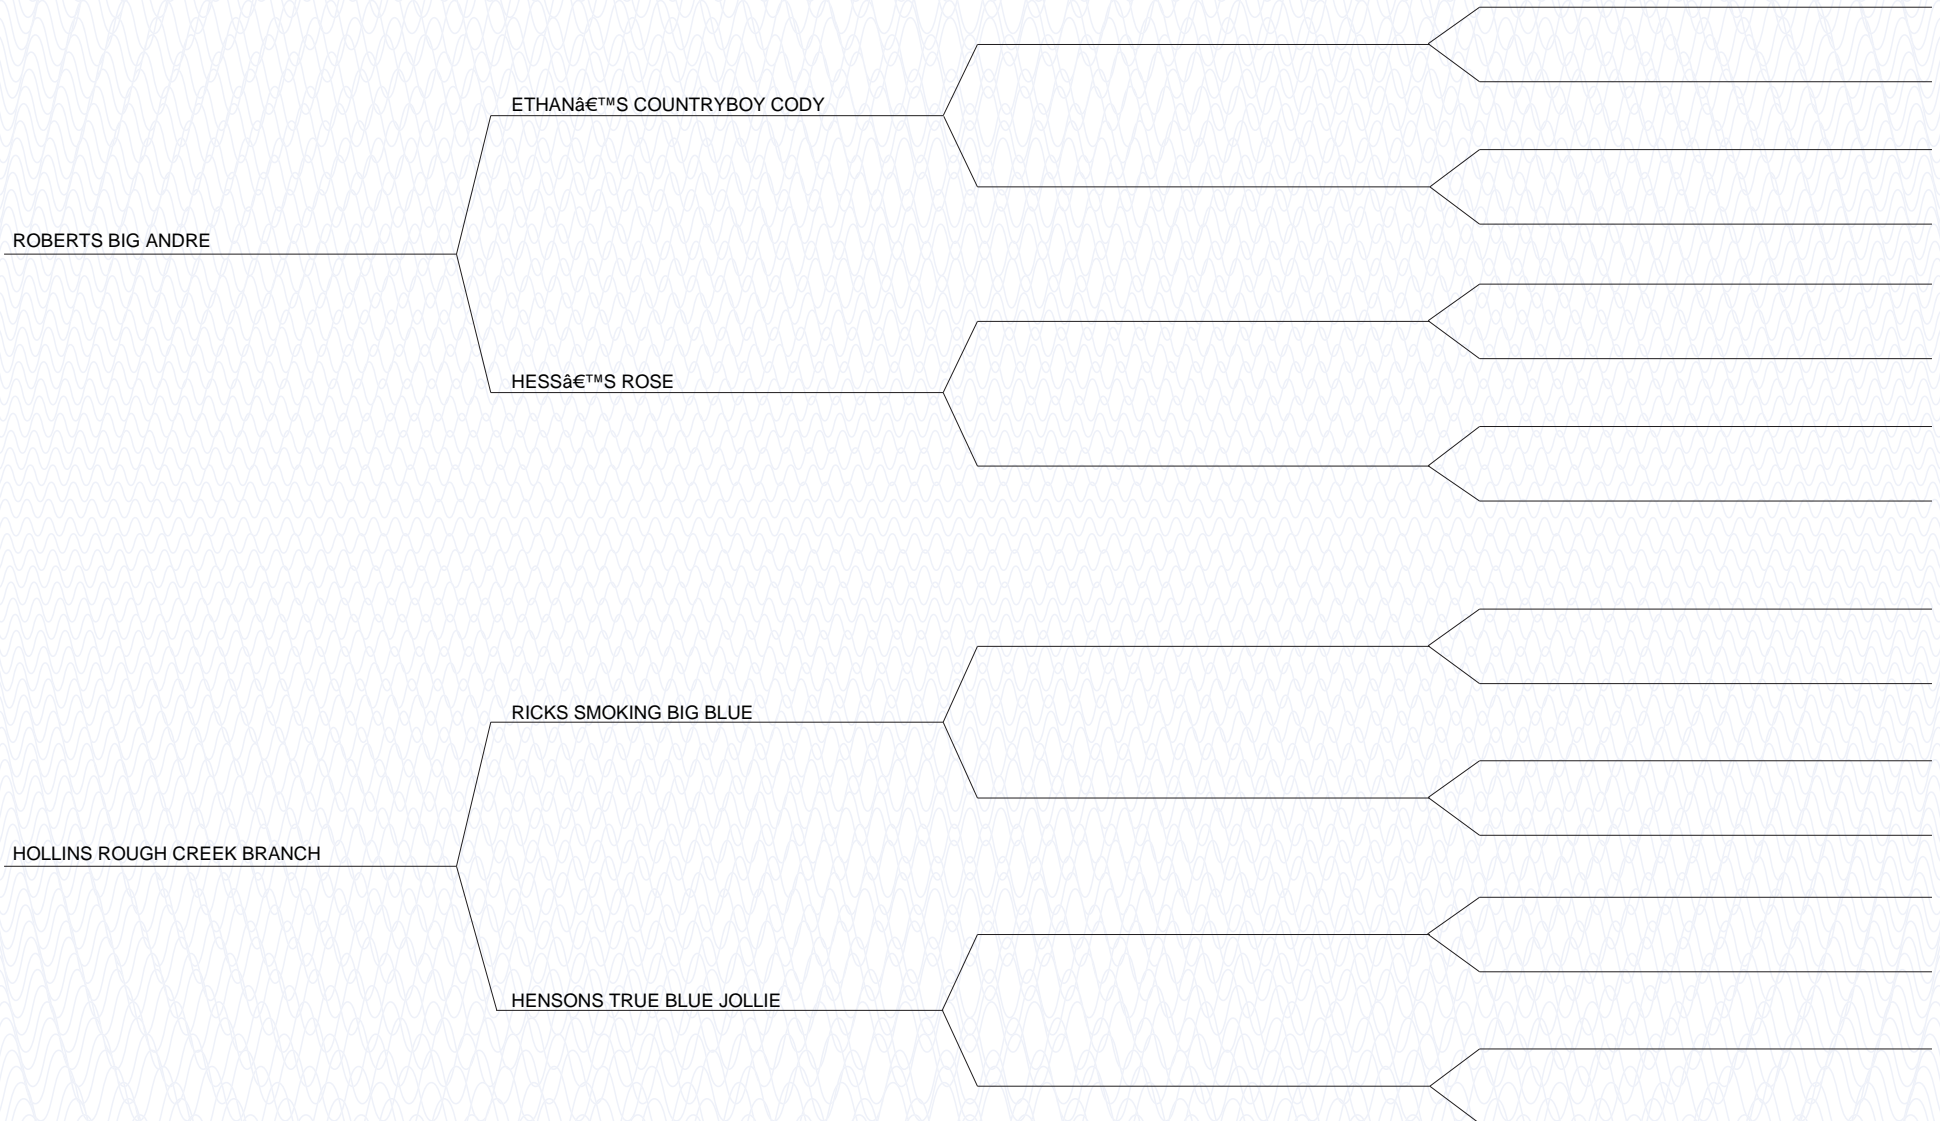 ETHANâ€™S COUNTRYBOY CODY
ROBERTS BIG ANDRE
HESSâ€™S ROSE
RICKS SMOKING BIG BLUE
HOLLINS ROUGH CREEK BRANCH
HENSONS TRUE BLUE JOLLIE